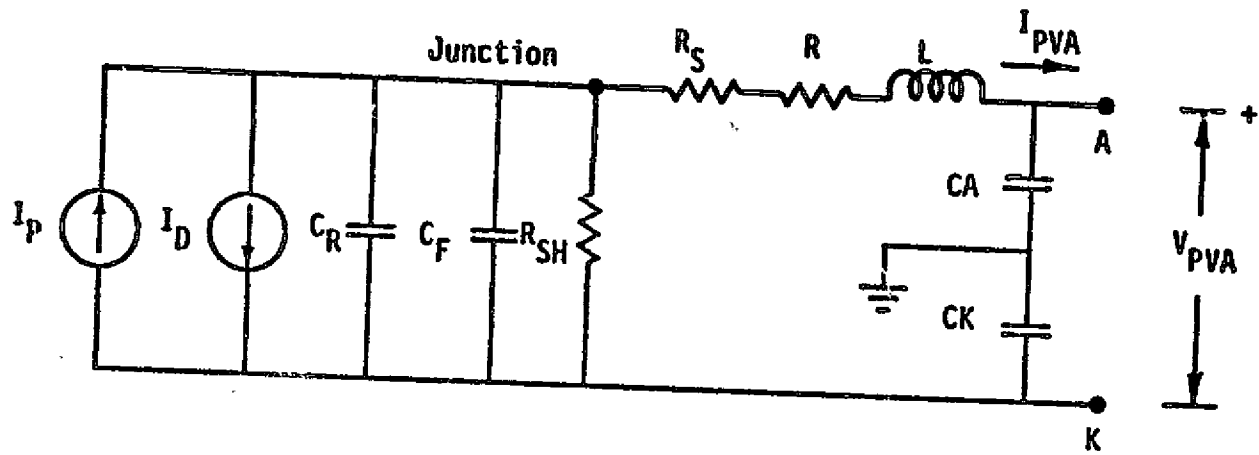 Junction
R_S
R
L
I_PVA
+
A
I_P
I_D
C_R
C_F
R_SH
CA
V_PVA
CK
K